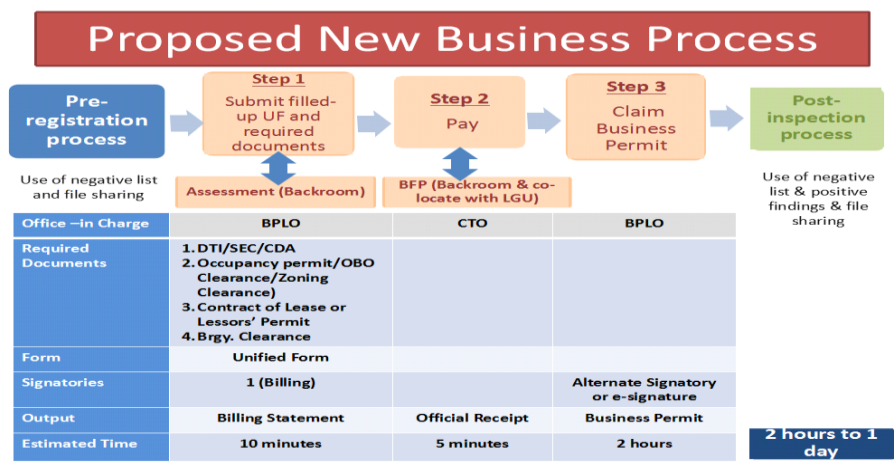 Proposed New Business Process
Pre-
registration
process
Use of negative list
and file sharing
Step 1
Submit filled-
up UF and
required
documents
Assessment (Backroom)
Step 2
Pay
BFP (Backroom & co-
locate with LGU)
Step 3
Claim
Business
Permit
Post-
inspection
process
Use of negative
list & positive
findings & file
sharing
Office –in Charge BPLO CTO BPLO
Required
Documents
1. DTI/SEC/CDA
2. Occupancy permit/OBO
Clearance/Zoning
Clearance)
3. Contract of Lease or
Lessors’ Permit
4. Brgy. Clearance
Form Unified Form
Signatories 1 (Billing) Alternate Signatory
or e-signature
Output Billing Statement Official Receipt Business Permit
Estimated Time 10 minutes 5 minutes 2 hours
2 hours to 1
day